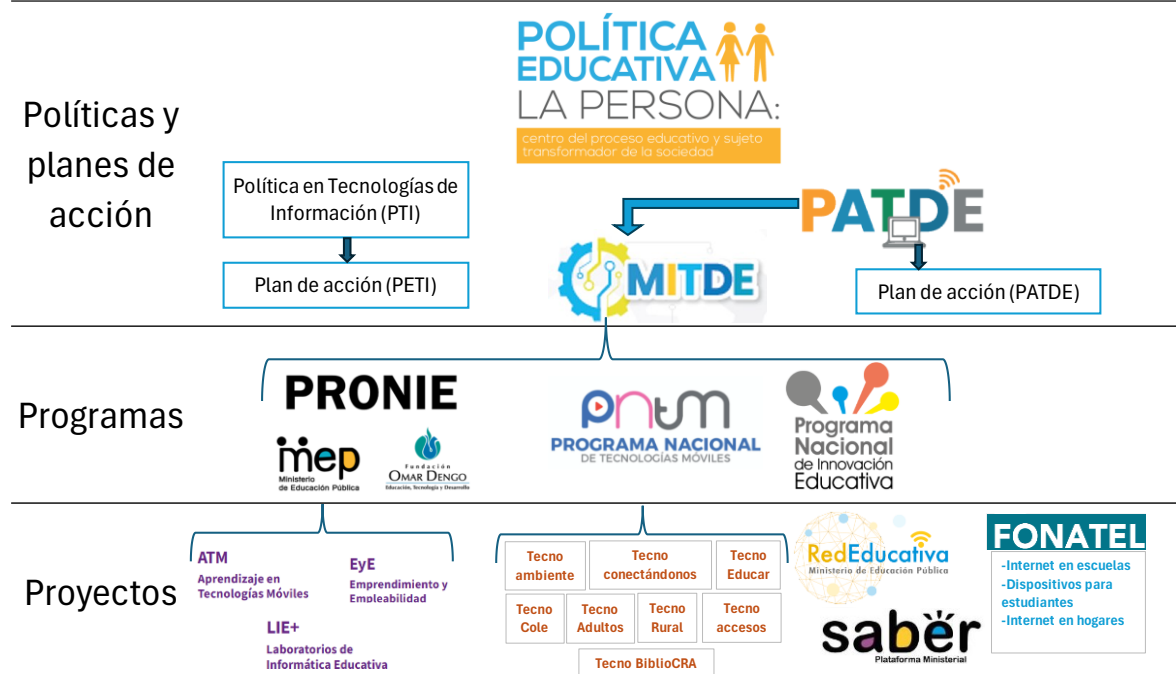 POLÍTICA
EDUCATIVA
LA PERSONA:
centro del proceso educativo y sujeto
transformador de la sociedad
Políticas y
planes de
acción
Política en Tecnologías de
Información (PTI)
Plan de acción (PETI)
PATDE
MITDE
Plan de acción (PATDE)
Programas
PRONIE
mep
Ministerio
de Educación Pública
Fundación
OMAR DENGO
Educación, Tecnología y Desarrollo
pntm
PROGRAMA NACIONAL
DE TECNOLOGÍAS MÓVILES
Programa
Nacional
de Innovación
Educativa
Proyectos
ATM
Aprendizaje en
Tecnologías Móviles
EyE
Emprendimiento y
Empleabilidad
LIE+
Laboratorios de
Informática Educativa
Tecno
ambiente
Tecno
conectándonos
Tecno
Educar
Tecno
Cole
Tecno
Adultos
Tecno
Rural
Tecno
accesos
Tecno BiblioCRA
RedEducativa
Ministerio de Educación Pública
saber
Plataforma Ministerial
FONATEL
-Internet en escuelas
-Dispositivos para
estudiantes
-Internet en hogares